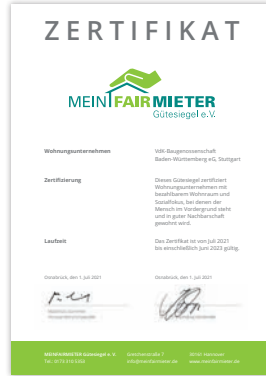 ZERTIFIKAT
MEIN FAIR MIETER
Gütesiegel e.V.
Wohnungsunternehmen
VdK-Baugenossenschaft
Baden-Württemberg eG, Stuttgart
Zertifizierung
Dieses Gütesiegel zertifiziert
Wohnungsunternehmen mit
bezahlbarem Wohnraum und
Sozialfokus, bei denen der
Mensch im Vordergrund steht
und in guter Nachbarschaft
gewohnt wird.
Laufzeit
Das Zertifikat ist von Juli 2021
bis einschließlich Juni 2023 gültig.
Osnabrück, den 1. Juli 2021
Osnabrück, den 1. Juli 2021
MEINFAIRMIETER Gütesiegel e. V.
30161 Hannover
info@meinfairmieter.de
www.meinfairmieter.de